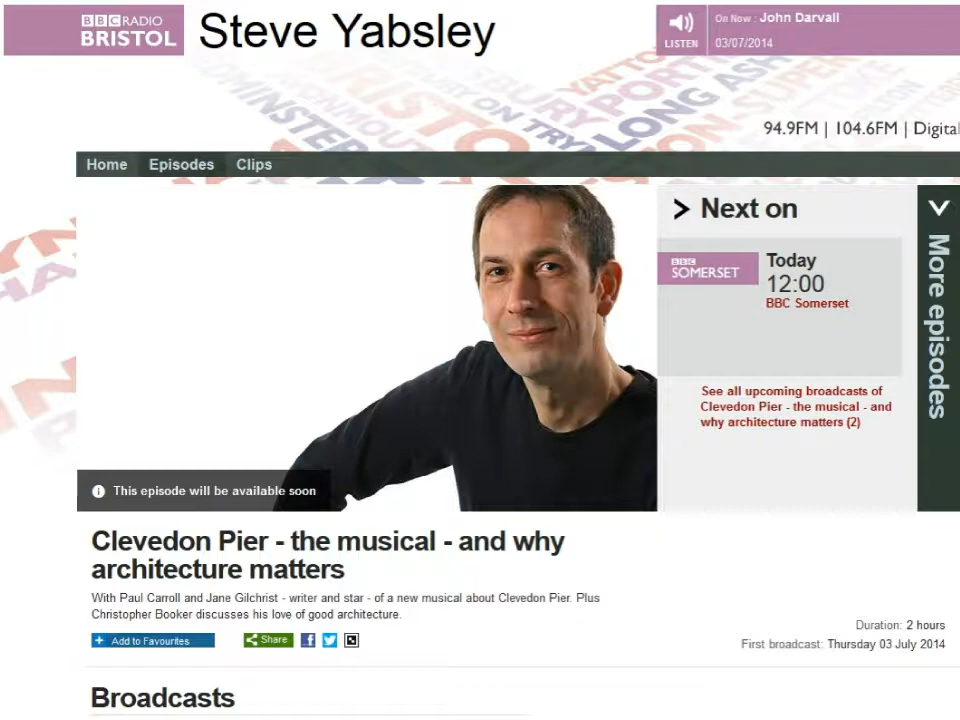 BBC RADIO
BRISTOL
Steve Yabsley
LISTEN
On Now : John Darvall
03/07/2014
94.9FM | 104.6FM | Digital
Home Episodes Clips
Next on
BBC
SOMERSET
Today
12:00
BBC Somerset
More episodes
See all upcoming broadcasts of
Clevedon Pier - the musical - and
why architecture matters (2)
This episode will be available soon
Clevedon Pier - the musical - and why
architecture matters
With Paul Carroll and Jane Gilchrist - writer and star - of a new musical about Clevedon Pier. Plus
Christopher Booker discusses his love of good architecture.
+ Add to Favourites Share
Duration: 2 hours
First broadcast: Thursday 03 July 2014
Broadcasts